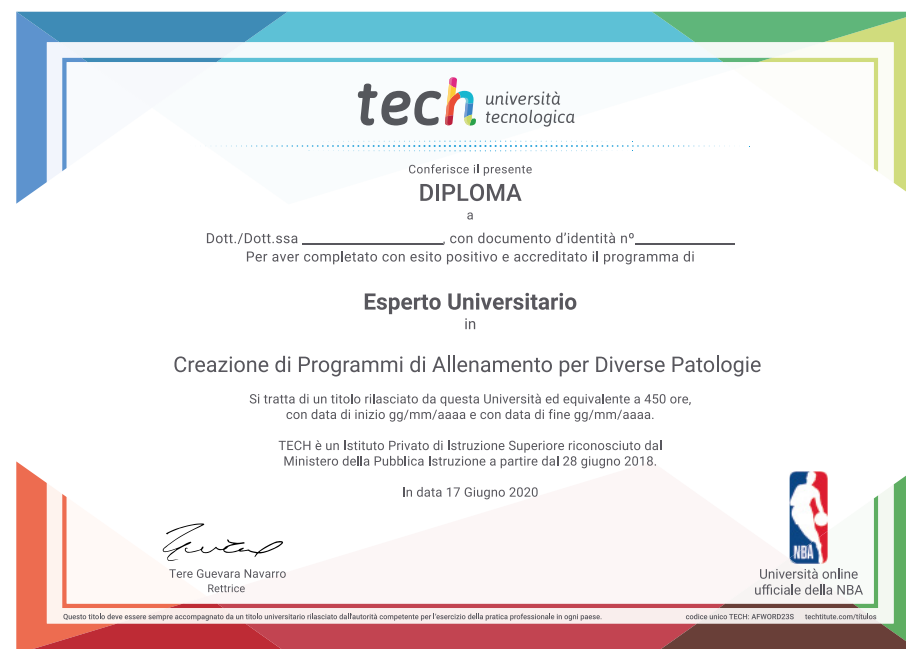 tech università
tecnologica
Conferisce il presente
DIPLOMA
a
Dott./Dott.ssa ________________, con documento d'identità nº____________
Per aver completato con esito positivo e accreditato il programma di
Esperto Universitario
in
Creazione di Programmi di Allenamento per Diverse Patologie
Si tratta di un titolo rilasciato da questa Università ed equivalente a 450 ore,
con data di inizio gg/mm/aaaa e con data di fine gg/mm/aaaa.
TECH è un Istituto Privato di Istruzione Superiore riconosciuto dal
Ministero della Pubblica Istruzione a partire dal 28 giugno 2018.
In data 17 Giugno 2020
Tere Guevara Navarro
Rettrice
NBA
Università online
ufficiale della NBA
Questo titolo deve essere sempre accompagnato da un titolo universitario rilasciato dall'autorità competente per l'esercizio della pratica professionale in ogni paese.
codice unico TECH: AFWORD23S techtitute.com/titulos